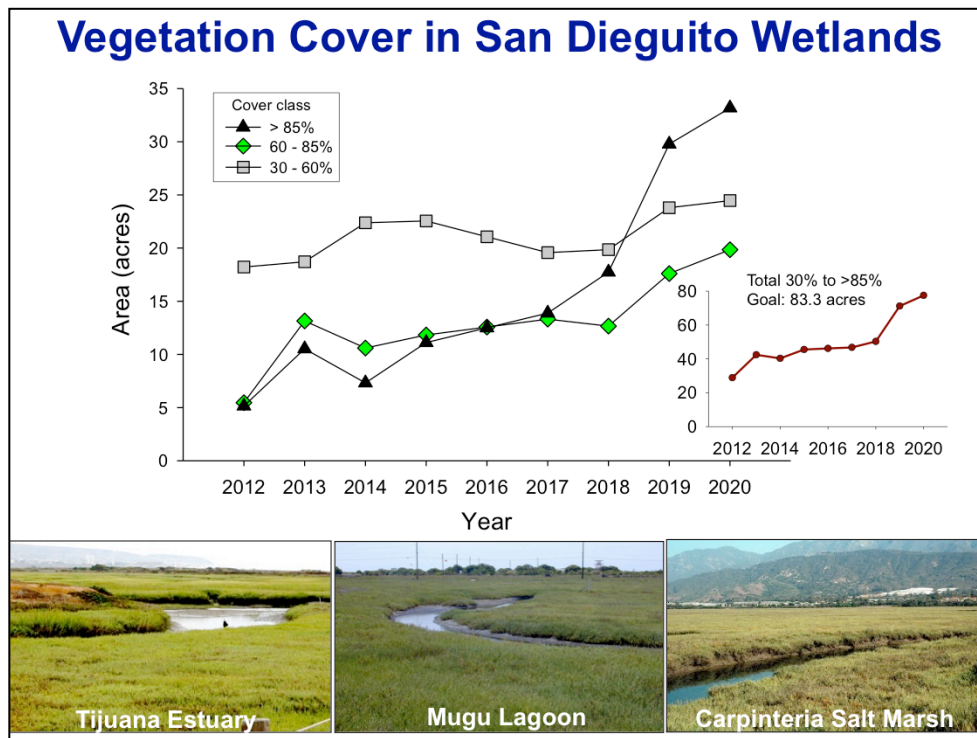 Vegetation Cover in San Dieguito Wetlands
Cover class
> 85%
60 - 85%
30 - 60%
Area (acres)
35
30
25
20
15
10
5
0
2012 2013 2014 2015 2016 2017 2018 2019 2020
Year
Total 30% to >85%
Goal: 83.3 acres
80
60
40
20
0
2012 2014 2016 2018 2020
Tijuana Estuary
Mugu Lagoon
Carpinteria Salt Marsh